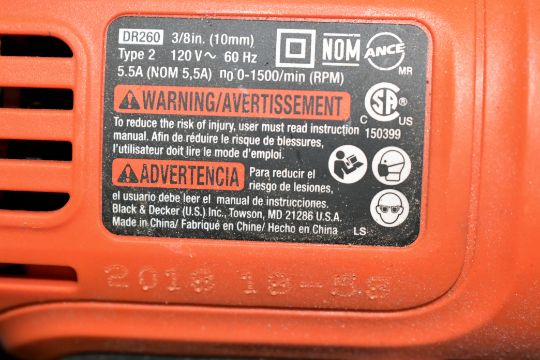 DR260 3/8in. (10mm)
Type 2 120 V~ 60 Hz
5.5A (NOM 5,5A) no 0-1500/min (RPM)
NOM
ANCE
MR
WARNING/AVERTISSEMENT
To reduce the risk of injury, user must read instruction
manual. Afin de réduire le risque de blessures,
l'utilisateur doit lire le mode d'emploi.
C US
150399
ADVERTENCIA Para reducir el
riesgo de lesiones,
el usuario debe leer el manual de instrucciones.
Black & Decker (U.S.) Inc., Towson, MD 21286 U.S.A.
Made in China/ Fabriqué en Chine/ Hecho en China
LS
2018 18-